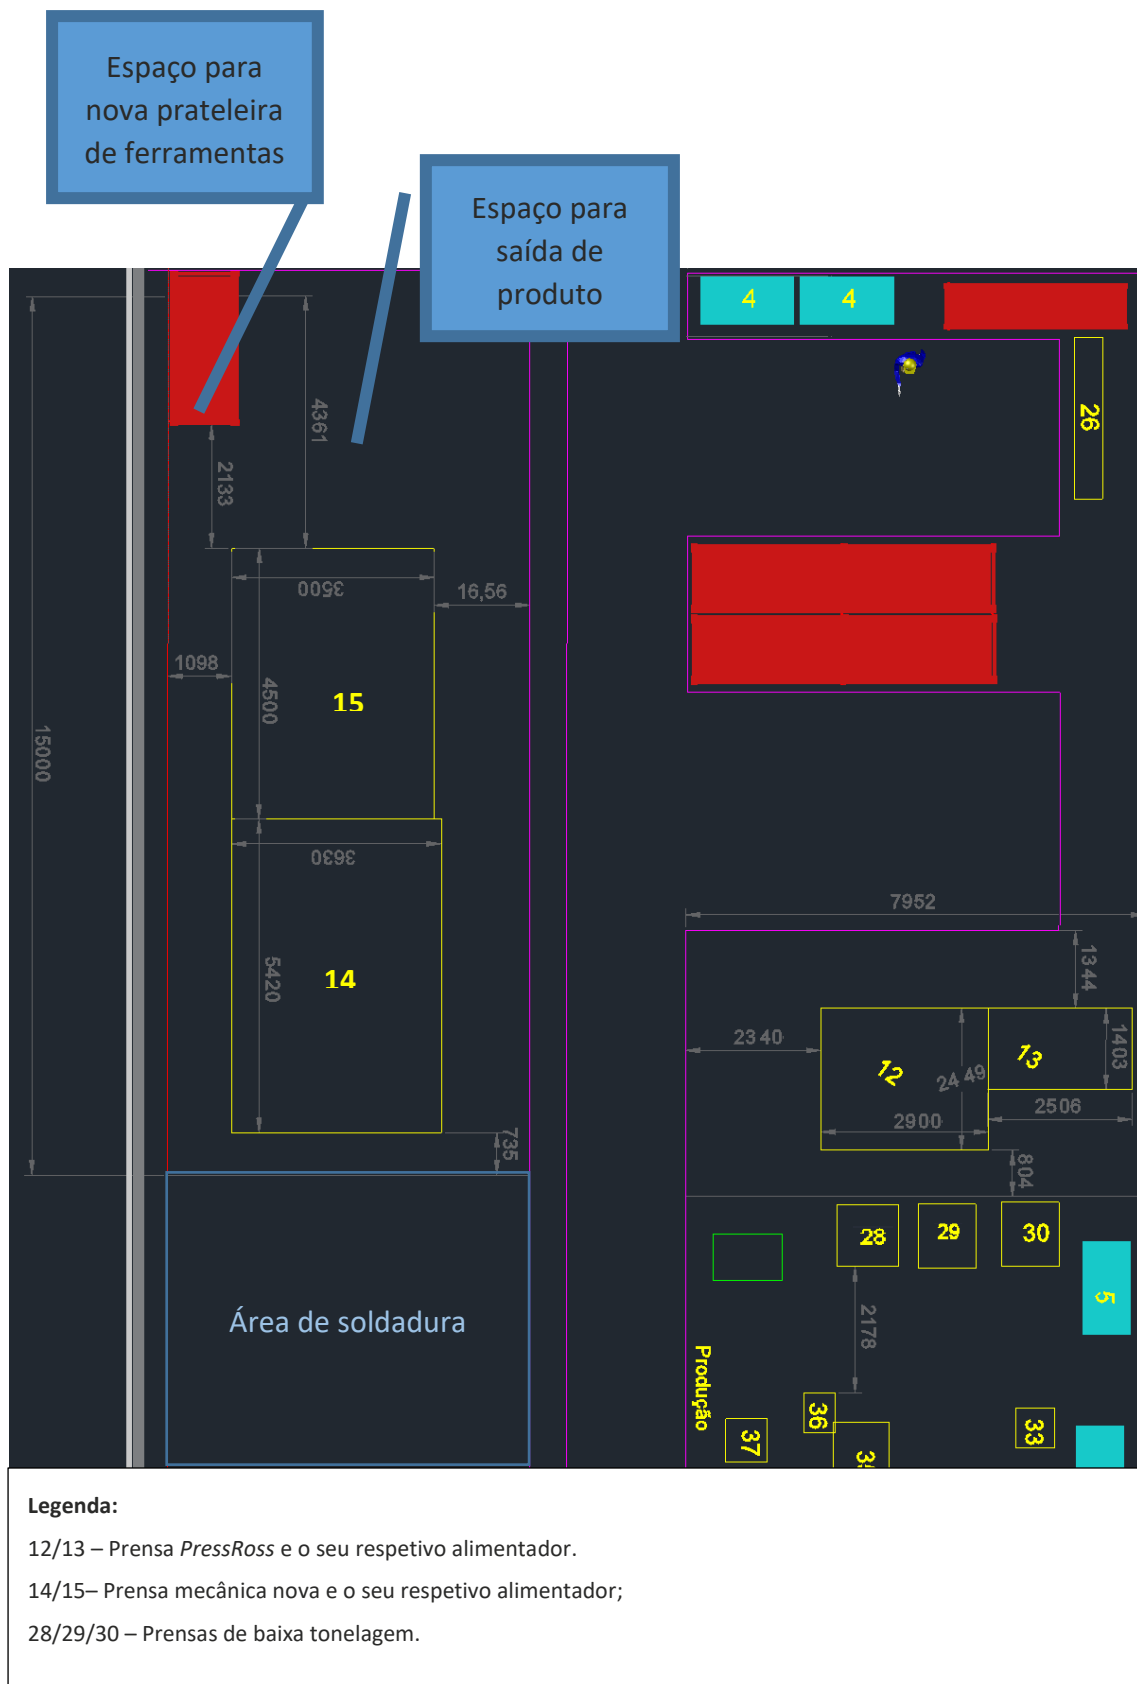 Espaço para
nova prateleira
de ferramentas
Espaço para
saída de
produto
4
4
26
4361
2133
3500
16,56
1098
4500
15
15000
3630
5420
14
735
7952
1344
2340
12
13
2449
1403
2900
2506
804
28
29
30
5
2178
Área de soldadura
Produção
36
37
33
Legenda:
12/13 – Prensa PressRoss e o seu respetivo alimentador.
14/15– Prensa mecânica nova e o seu respetivo alimentador;
28/29/30 – Prensas de baixa tonelagem.